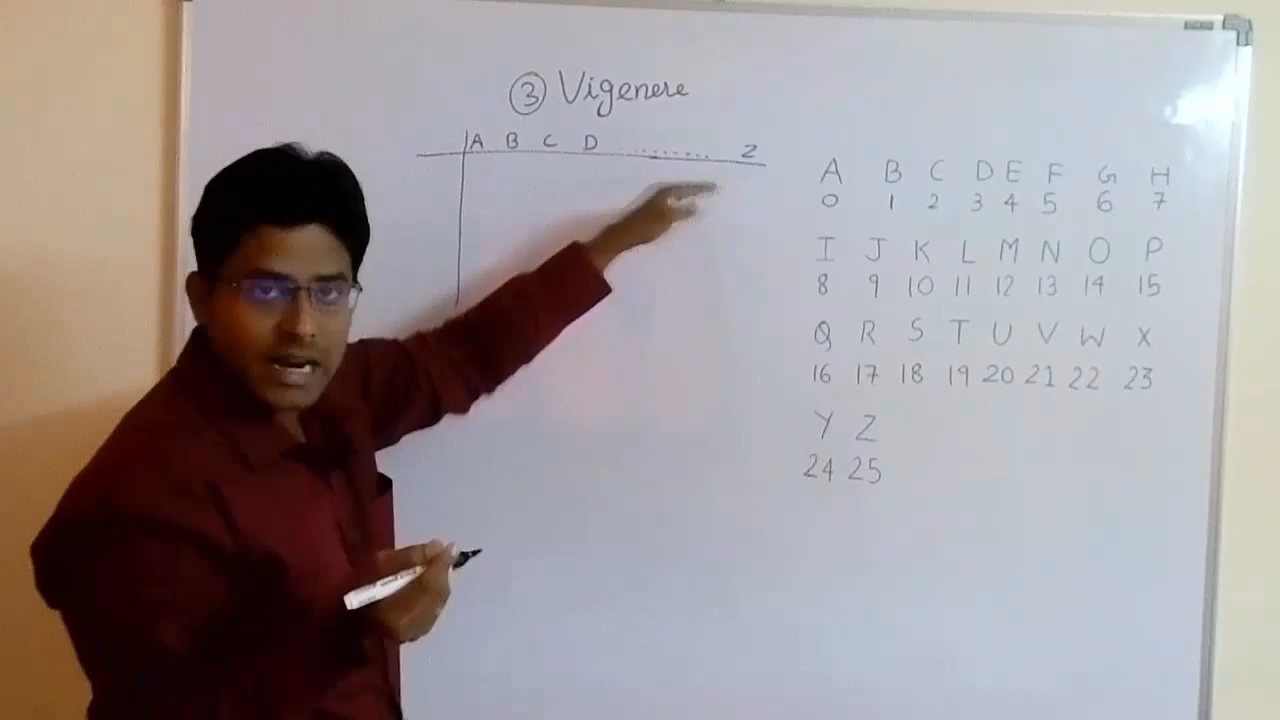 ③ Vigenere
A B C D ........... Z
A B C D E F G H
0 1 2 3 4 5 6 7
I J K L M N O P
8 9 10 11 12 13 14 15
Q R S T U V W X
16 17 18 19 20 21 22 23
Y Z
24 25